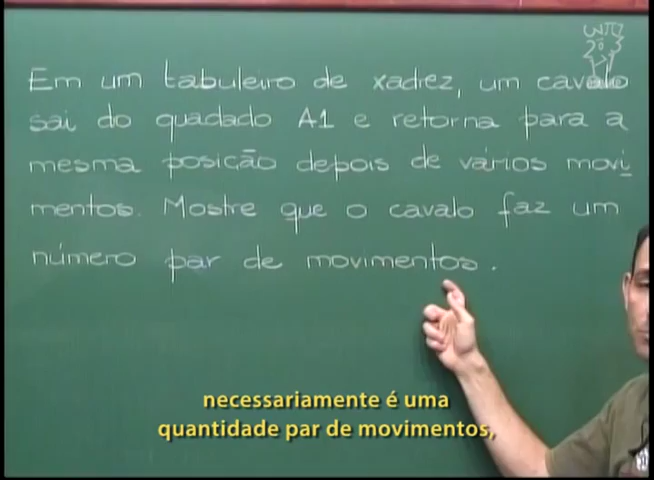 Em um tabuleiro de xadrez, um cavalo
sai do quadado A1 e retorna para a
mesma posição depois de vários movi
mentos. Mostre que o cavalo faz um
número par de movimentos.
necessariamente é uma
quantidade par de movimentos,